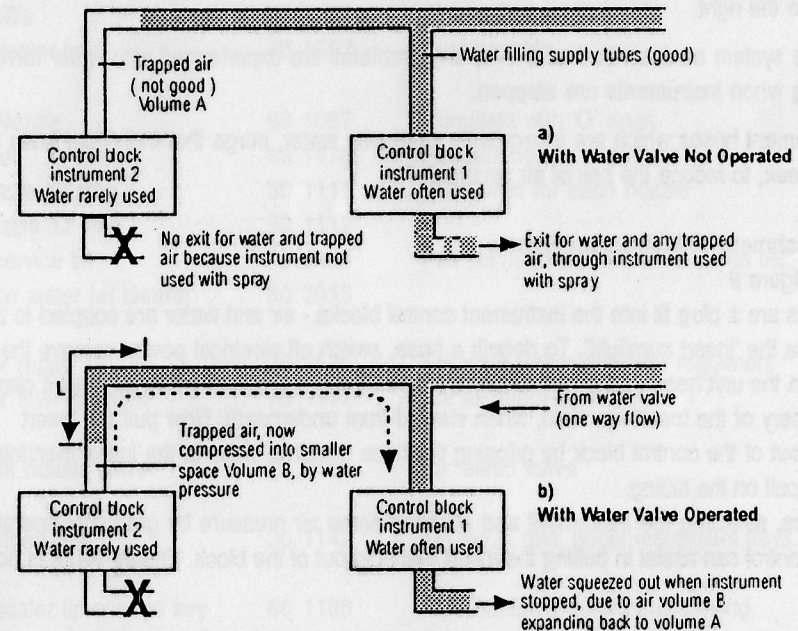 Trapped air
( not good )
Volume A
Water filling supply tubes (good)
Control block
instrument 2
Water rarely used
Control block
instrument 1
Water often used
a)
With Water Valve Not Operated
X
No exit for water and trapped
air because instrument not
used with spray
Exit for water and any trapped
air, through instrument used
with spray
L
From water valve
(one way flow)
Trapped air, now
compressed into smaller
space Volume B, by water
pressure
Control block
instrument 2
Water rarely used
Control block
instrument 1
Water often used
b)
With Water Valve Operated
X
Water squeezed out when instrument
stopped, due to air volume B
expanding back to volume A